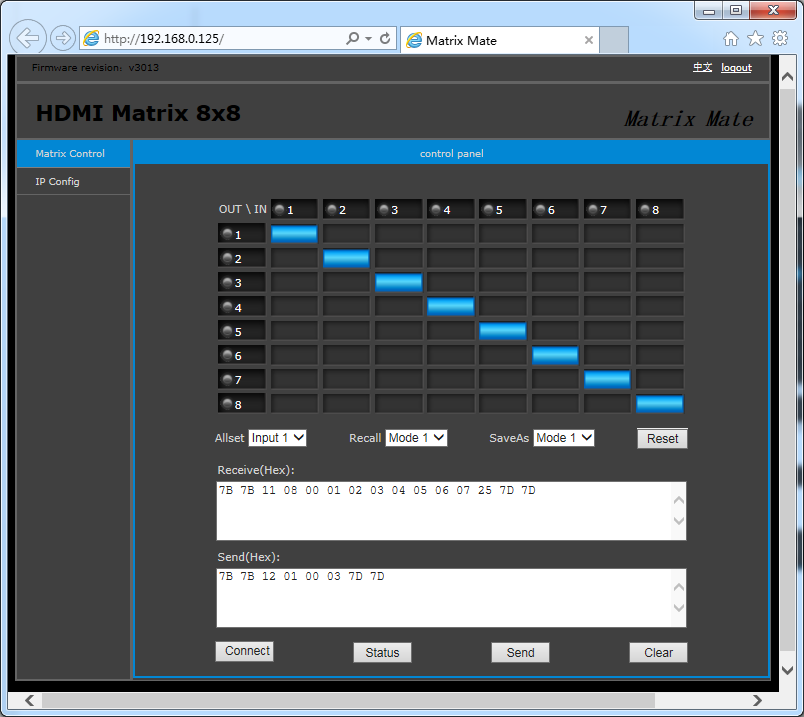 http://192.168.0.125/
Matrix Mate
Firmware revision: v3013
中文 logout
HDMI Matrix 8x8
Matrix Mate
Matrix Control
control panel
IP Config
OUT \ IN 1 2 3 4 5 6 7 8
1
2
3
4
5
6
7
8
Allset Input 1 Recall Mode 1 SaveAs Mode 1 Reset
Receive(Hex):
7B 7B 11 08 00 01 02 03 04 05 06 07 25 7D 7D
Send(Hex):
7B 7B 12 01 00 03 7D 7D
Connect Status Send Clear